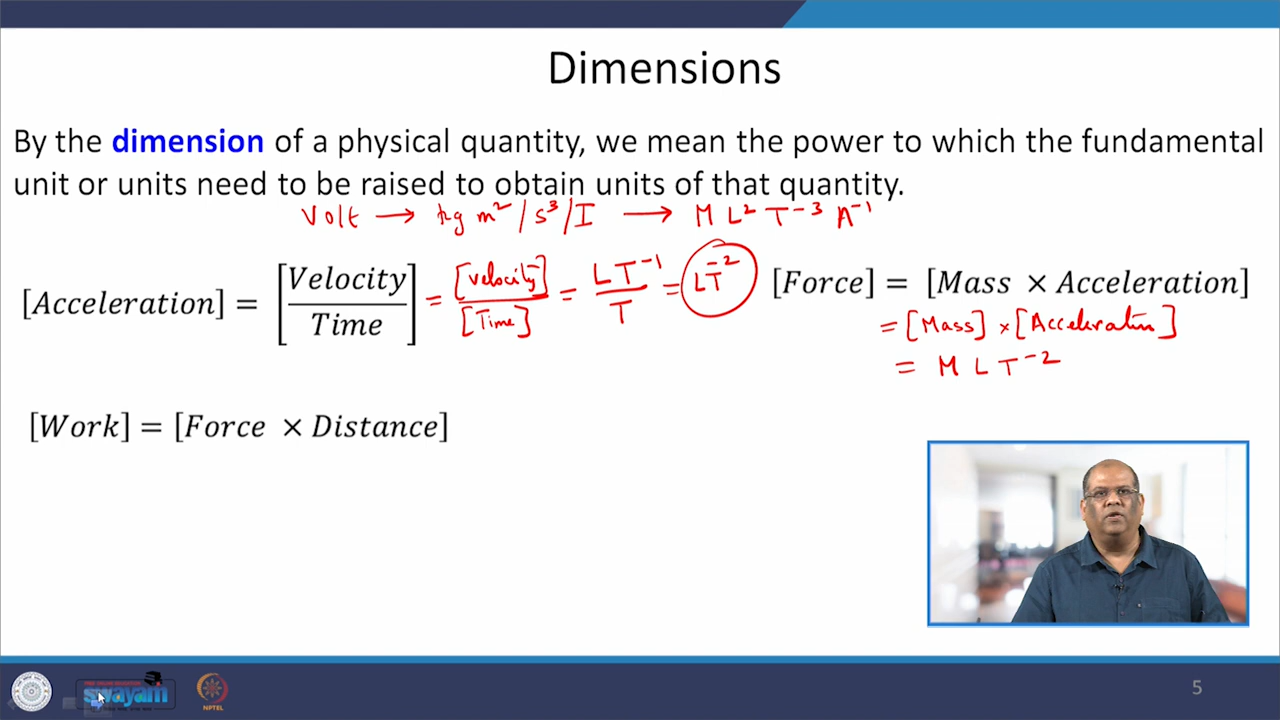 Dimensions
By the dimension of a physical quantity, we mean the power to which the fundamental
unit or units need to be raised to obtain units of that quantity.
Volt → kg m² / s³ / I → M L² T⁻³ A⁻¹
[Acceleration] = [Velocity / Time] = [Velocity] / [Time] = LT⁻¹ / T = LT⁻²
[Force] = [Mass × Acceleration]
= [Mass] × [Acceleration]
= M L T⁻²
[Work] = [Force × Distance]
swayam
NPTEL
5